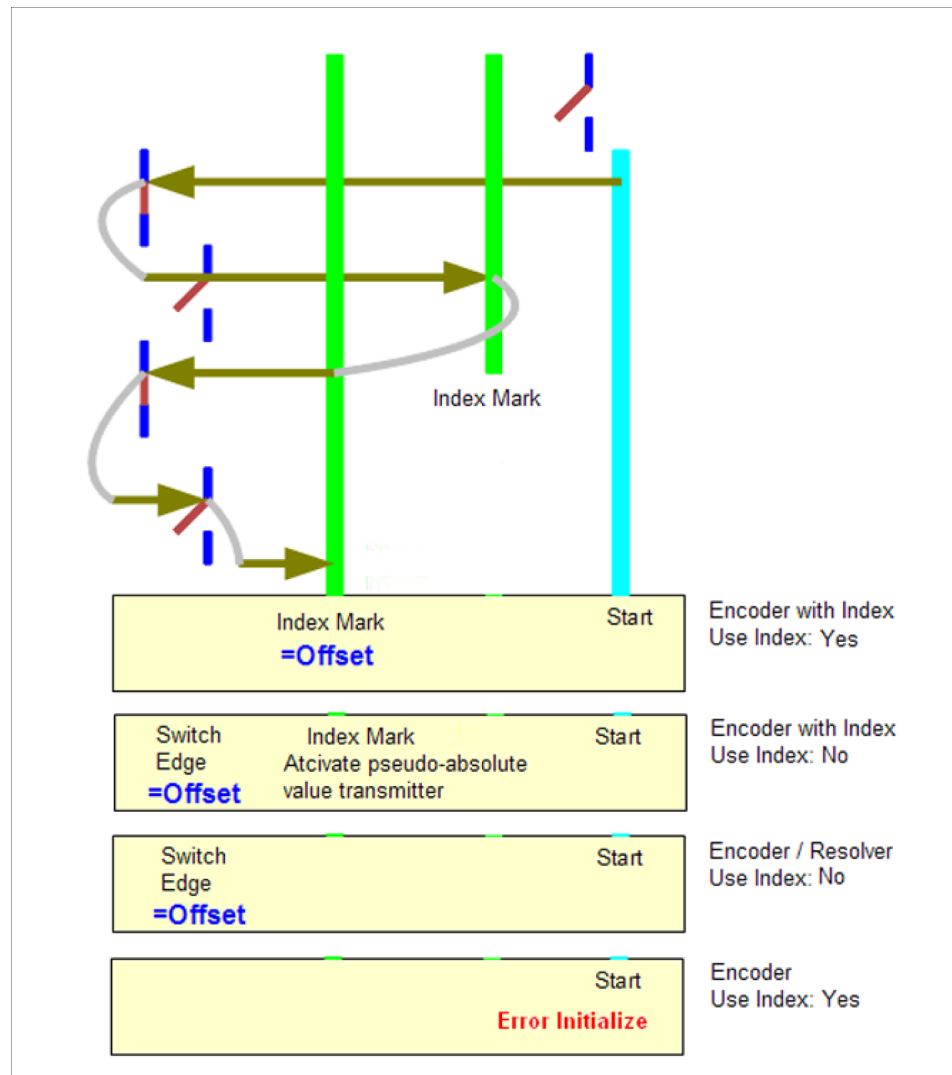 Index Mark
Index Mark
=Offset
Start
Encoder with Index
Use Index: Yes
Switch
Edge
=Offset
Index Mark
Atcivate pseudo-absolute
value transmitter
Start
Encoder with Index
Use Index: No
Switch
Edge
=Offset
Start
Encoder / Resolver
Use Index: No
Start
Error Initialize
Encoder
Use Index: Yes